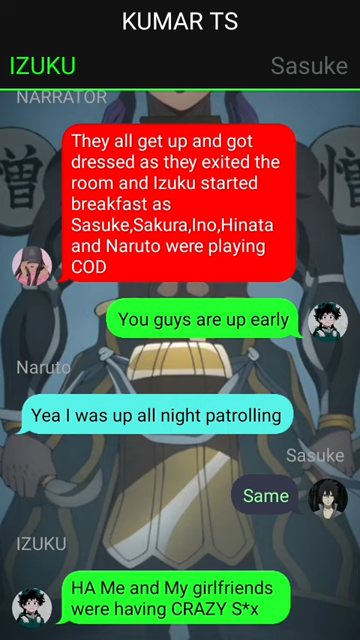 KUMAR TS
IZUKU
Sasuke
NARRATOR
They all get up and got
dressed as they exited the
room and Izuku started
breakfast as
Sasuke,Sakura,Ino,Hinata
and Naruto were playing
COD
You guys are up early
Naruto
Yea I was up all night patrolling
Sasuke
Same
IZUKU
HA Me and My girlfriends
were having CRAZY S*x
僧